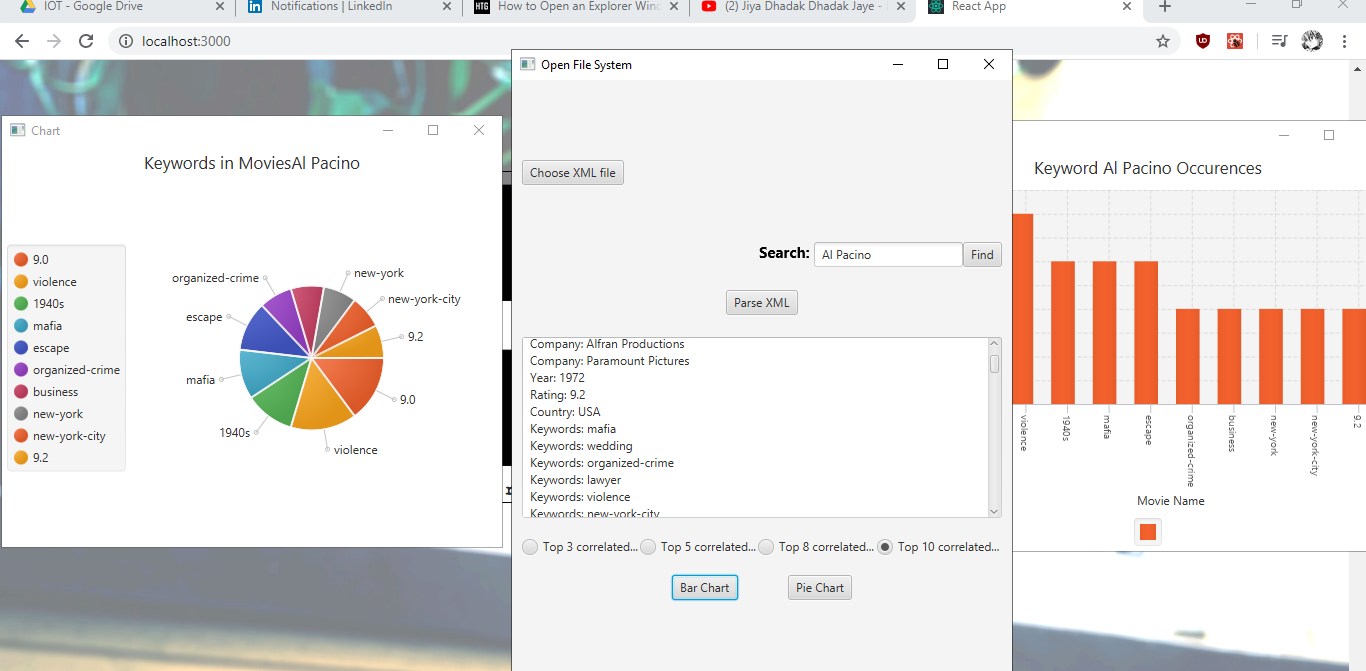 IOT - Google Drive
Notifications | LinkedIn
HTG
How to Open an Explorer Wind
(2) Jiya Dhadak Dhadak Jaye -
React App
localhost:3000
Chart
Keywords in MoviesAl Pacino
9.0
violence
1940s
mafia
escape
organized-crime
business
new-york
new-york-city
9.2
organized-crime
new-york
new-york-city
escape
9.2
mafia
9.0
1940s
violence
Open File System
Choose XML file
Search: Al Pacino Find
Parse XML
Company: Alfran Productions
Company: Paramount Pictures
Year: 1972
Rating: 9.2
Country: USA
Keywords: mafia
Keywords: wedding
Keywords: organized-crime
Keywords: lawyer
Keywords: violence
Keywords: new-york-city
Top 3 correlated... Top 5 correlated... Top 8 correlated... Top 10 correlated...
Bar Chart Pie Chart
Keyword Al Pacino Occurences
violence
1940s
mafia
escape
organized-crime
business
new-york
new-york-city
9.2
Movie Name